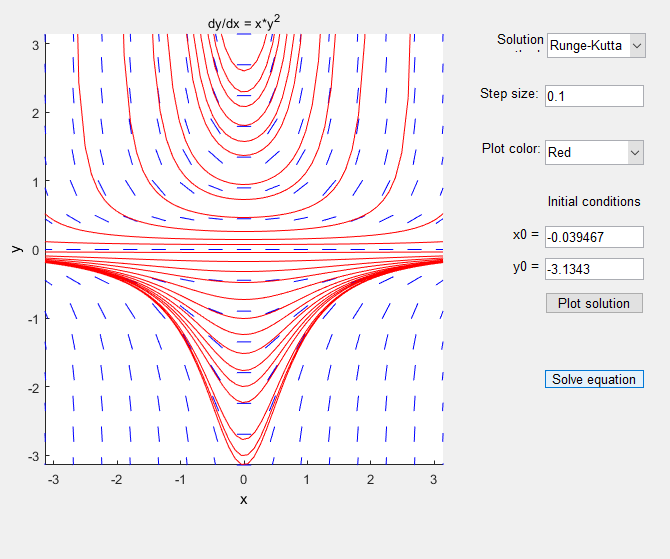 dy/dx = x*y2
3
2
1
0
-1
-2
-3
y
-3
-2
-1
0
1
2
3
x
Solution
Runge-Kutta
Step size:
0.1
Plot color:
Red
Initial conditions
x0 =
-0.039467
y0 =
-3.1343
Plot solution
Solve equation